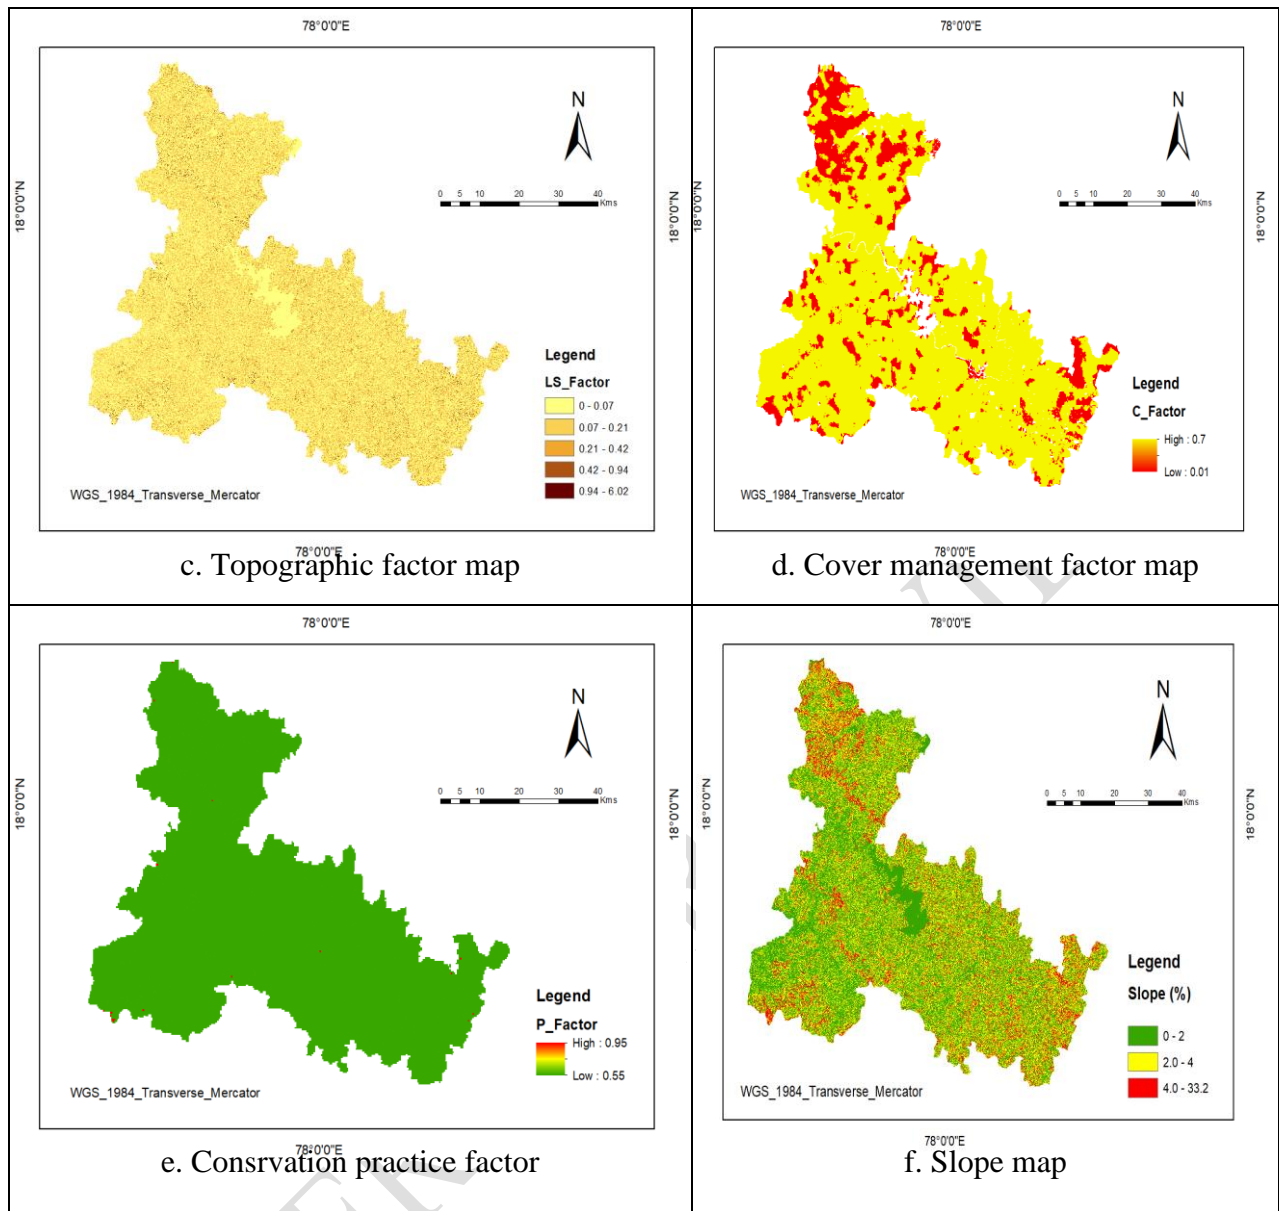 78°0'0"E
N
0 5 10 20 30 40
Kms
18°0'0"N
18°0'0"N
Legend
LS_Factor
0 - 0.07
0.07 - 0.21
0.21 - 0.42
0.42 - 0.94
0.94 - 6.02
WGS_1984_Transverse_Mercator
78°0'0"E
c. Topographic factor map
78°0'0"E
N
0 5 10 20 30 40
Kms
18°0'0"N
Legend
C_Factor
High : 0.7
Low : 0.01
WGS_1984_Transverse_Mercator
78°0'0"E
d. Cover management factor map
78°0'0"E
N
0 5 10 20 30 40
Kms
18°0'0"N
18°0'0"N
Legend
P_Factor
High : 0.95
Low : 0.55
WGS_1984_Transverse_Mercator
78°0'0"E
e. Consrvation practice factor
78°0'0"E
N
0 5 10 20 30 40
Kms
18°0'0"N
Legend
Slope (%)
0 - 2
2.0 - 4
4.0 - 33.2
WGS_1984_Transverse_Mercator
78°0'0"E
f. Slope map